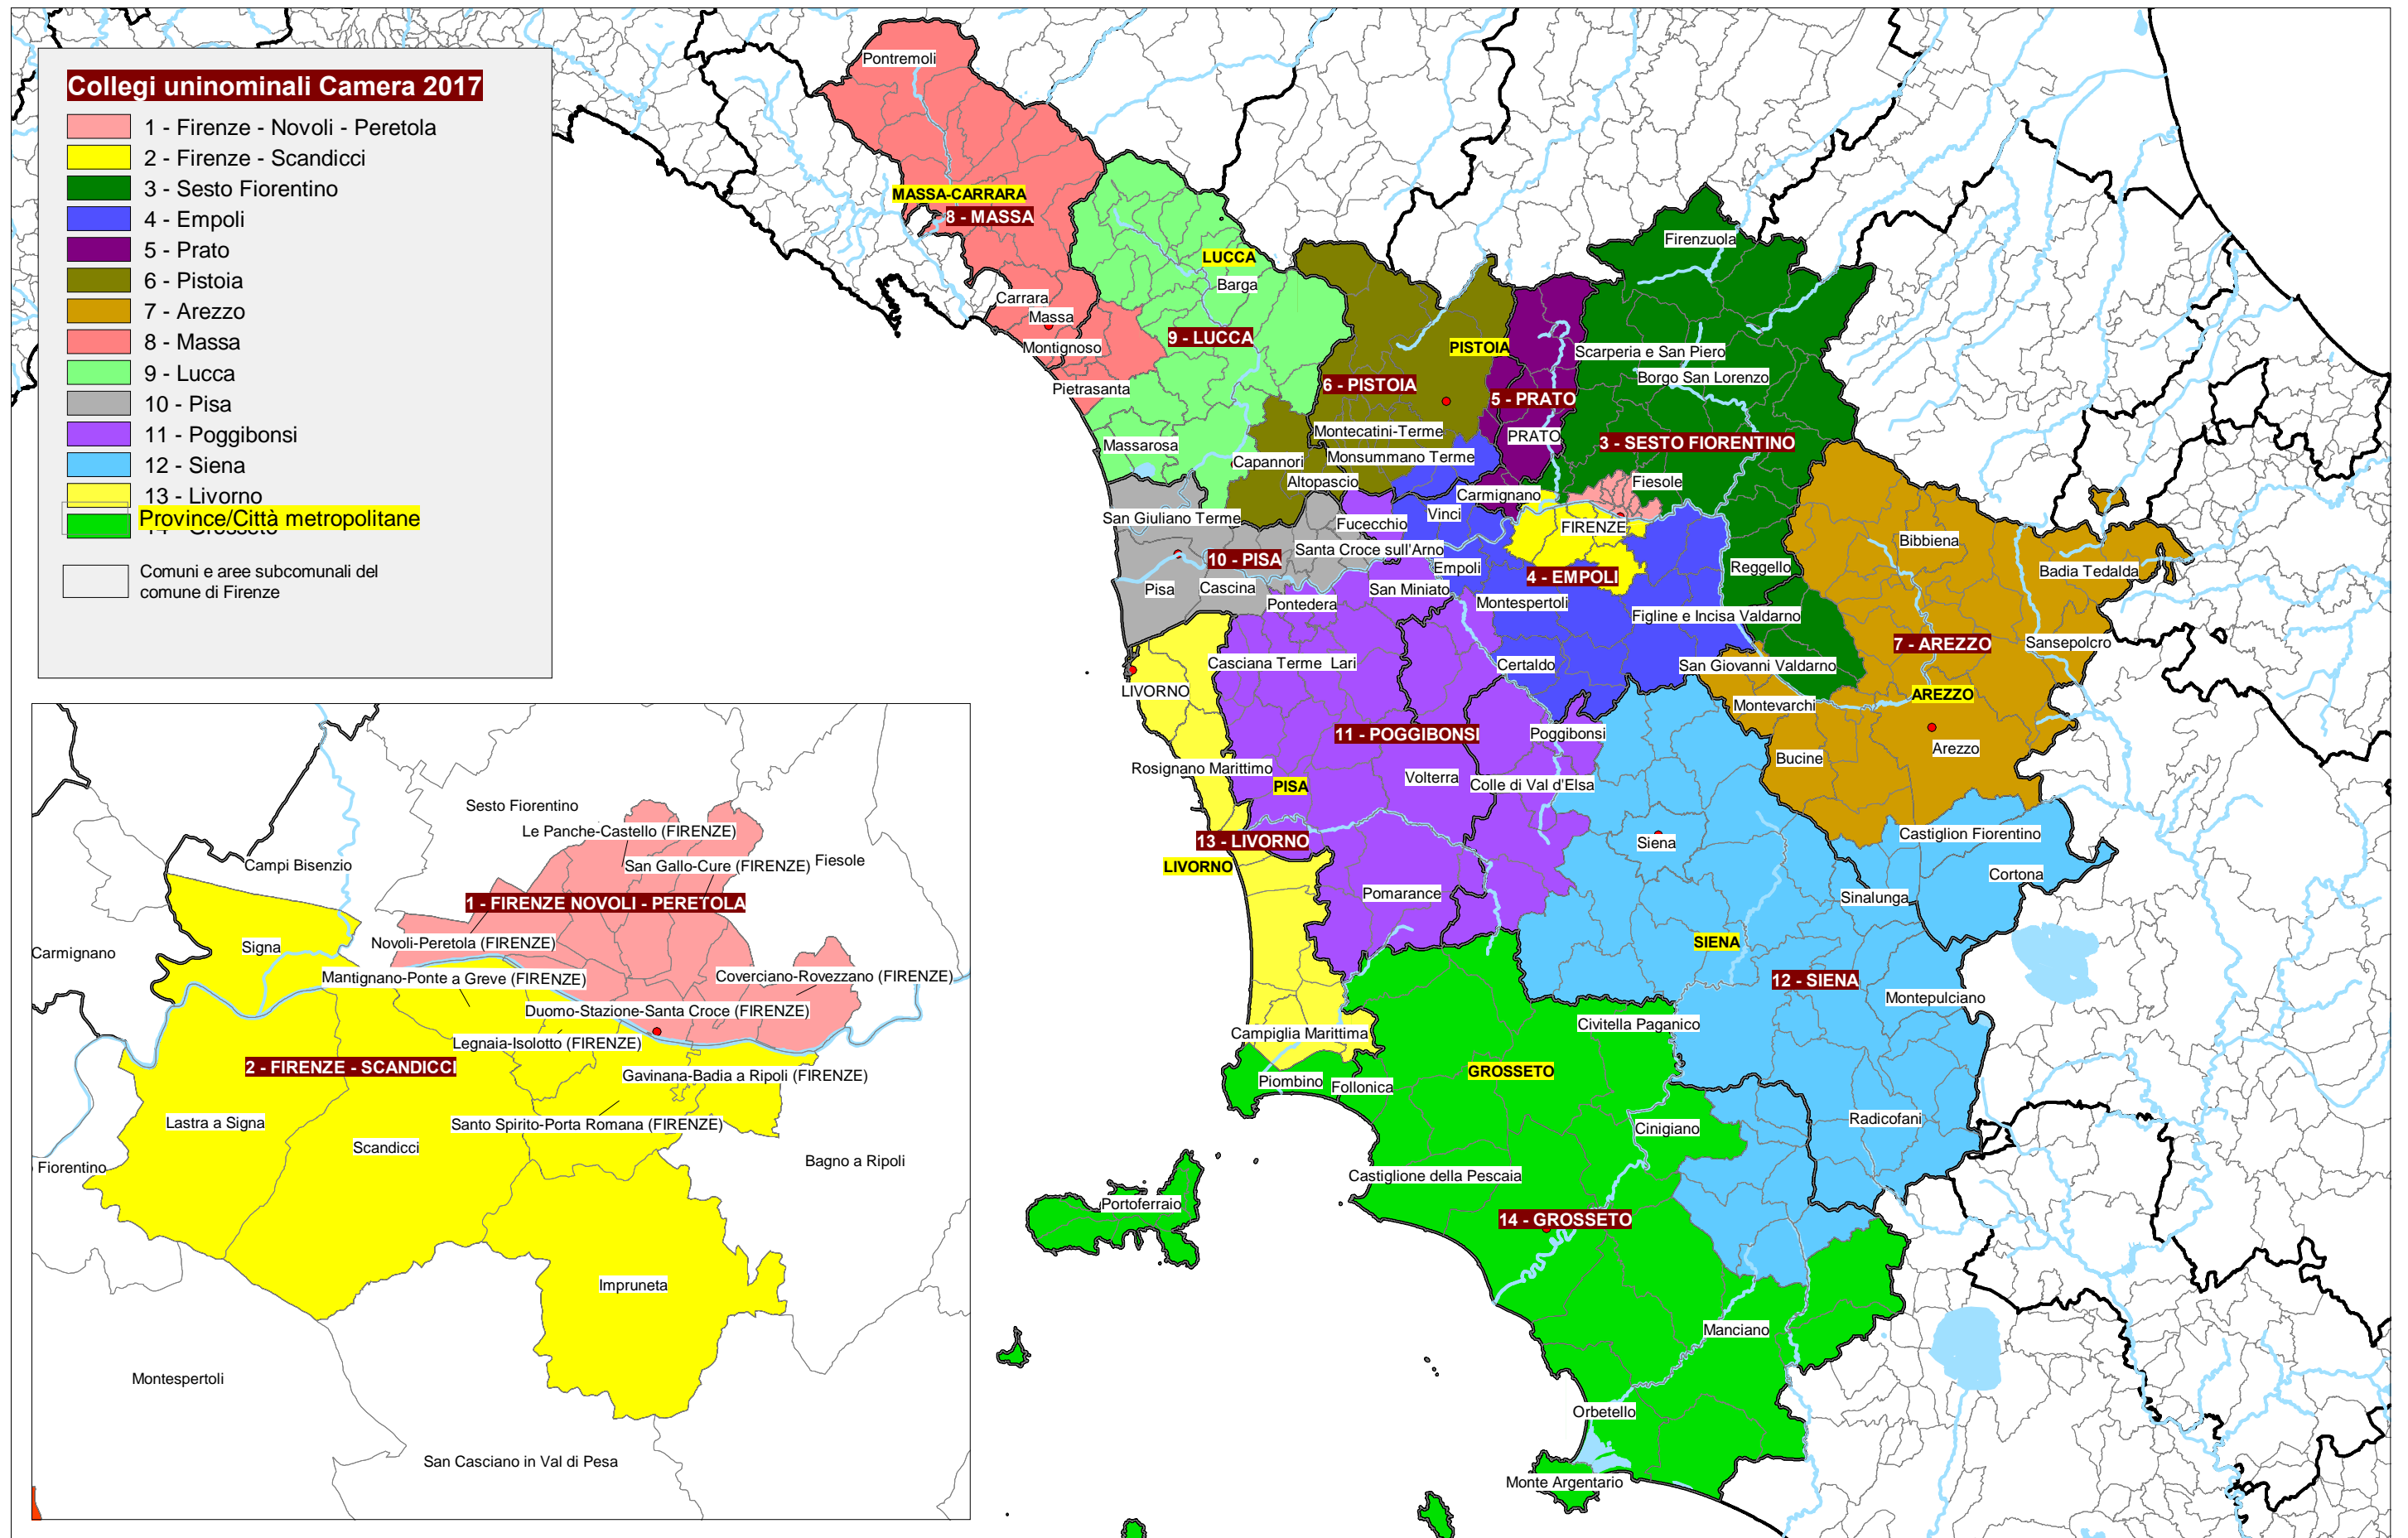 Collegi uninominali Camera 2017
1 - Firenze - Novoli - Peretola
2 - Firenze - Scandicci
3 - Sesto Fiorentino
4 - Empoli
5 - Prato
6 - Pistoia
7 - Arezzo
8 - Massa
9 - Lucca
10 - Pisa
11 - Poggibonsi
12 - Siena
13 - Livorno
Province/Città metropolitane
14 - Grosseto
Comuni e aree subcomunali del
comune di Firenze
Pontremoli
MASSA-CARRARA
8 - MASSA
Firenzuola
LUCCA
Barga
Carrara
Massa
9 - LUCCA
Montignoso
PISTOIA
Scarperia e San Piero
Borgo San Lorenzo
Pietrasanta
6 - PISTOIA
5 - PRATO
Montecatini-Terme
PRATO
3 - SESTO FIORENTINO
Massarosa
Capannori
Monsummano Terme
Altopascio
Fiesole
Carmignano
San Giuliano Terme
Fucecchio
Vinci
FIRENZE
Santa Croce sull'Arno
Bibbiena
10 - PISA
Empoli
4 - EMPOLI
Reggello
Badia Tedalda
Pisa
Cascina
San Miniato
Pontedera
Montespertoli
Figline e Incisa Valdarno
7 - AREZZO
Sansepolcro
Casciana Terme Lari
Certaldo
San Giovanni Valdarno
LIVORNO
AREZZO
Montevarchi
11 - POGGIBONSI
Poggibonsi
Arezzo
Bucine
Rosignano Marittimo
PISA
Volterra
Colle di Val d'Elsa
13 - LIVORNO
Siena
Castiglion Fiorentino
LIVORNO
Cortona
Pomarance
Sinalunga
SIENA
12 - SIENA
Montepulciano
Campiglia Marittima
Civitella Paganico
GROSSETO
Piombino
Follonica
Radicofani
Cinigiano
Castiglione della Pescaia
Portoferraio
14 - GROSSETO
Manciano
Orbetello
Monte Argentario
Sesto Fiorentino
Le Panche-Castello (FIRENZE)
Campi Bisenzio
San Gallo-Cure (FIRENZE)
Fiesole
1 - FIRENZE NOVOLI - PERETOLA
Carmignano
Signa
Novoli-Peretola (FIRENZE)
Mantignano-Ponte a Greve (FIRENZE)
Coverciano-Rovezzano (FIRENZE)
Duomo-Stazione-Santa Croce (FIRENZE)
Legnaia-Isolotto (FIRENZE)
2 - FIRENZE - SCANDICCI
Gavinana-Badia a Ripoli (FIRENZE)
Lastra a Signa
Santo Spirito-Porta Romana (FIRENZE)
Scandicci
Fiorentino
Bagno a Ripoli
Impruneta
Montespertoli
San Casciano in Val di Pesa